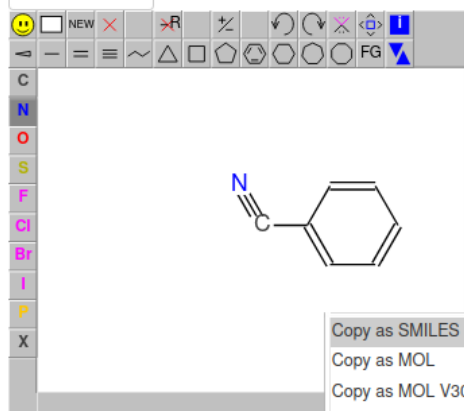 NEW
R
+/-
i
FG
C
N
O
S
F
Cl
Br
I
P
X
N
C
Copy as SMILES
Copy as MOL
Copy as MOL V30